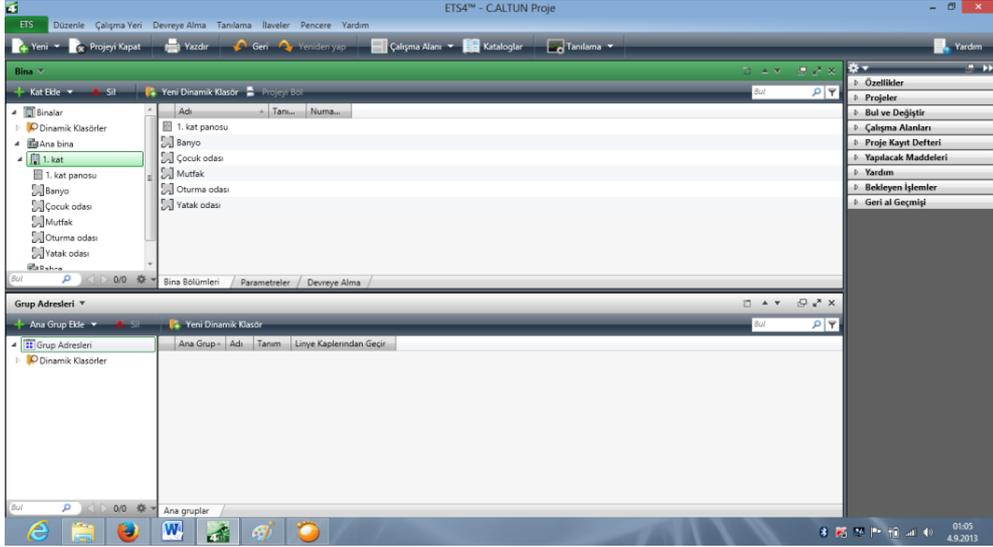 ETS4™ - C.ALTUN Proje
ETS Düzenle Çalışma Yeri Devreye Alma Tanılama İlaveler Pencere Yardım
Yeni Projeyi Kapat Yazdır Geri Yeniden yap Çalışma Alanı Kataloglar Tanılama Yardım
Bina
Kat Ekle Sil Yeni Dinamik Klasör Projeyi Böl Bul
Binalar
Dinamik Klasörler
Ana bina
1. kat
1. kat panosu
Banyo
Çocuk odası
Mutfak
Oturma odası
Yatak odası
Bahçe
Bul 0/0
Adı Tanı... Numa...
1. kat panosu
Banyo
Çocuk odası
Mutfak
Oturma odası
Yatak odası
Bina Bölümleri Parametreler Devreye Alma
Özellikler
Projeler
Bul ve Değiştir
Çalışma Alanları
Proje Kayıt Defteri
Yapılacak Maddeleri
Yardım
Bekleyen İşlemler
Geri al Geçmişi
Grup Adresleri
Ana Grup Ekle Sil Yeni Dinamik Klasör Bul
Grup Adresleri
Dinamik Klasörler
Ana Grup Adı Tanım Linye Kaplerından Geçir
Bul 0/0
Ana gruplar
01:05
4.9.2013